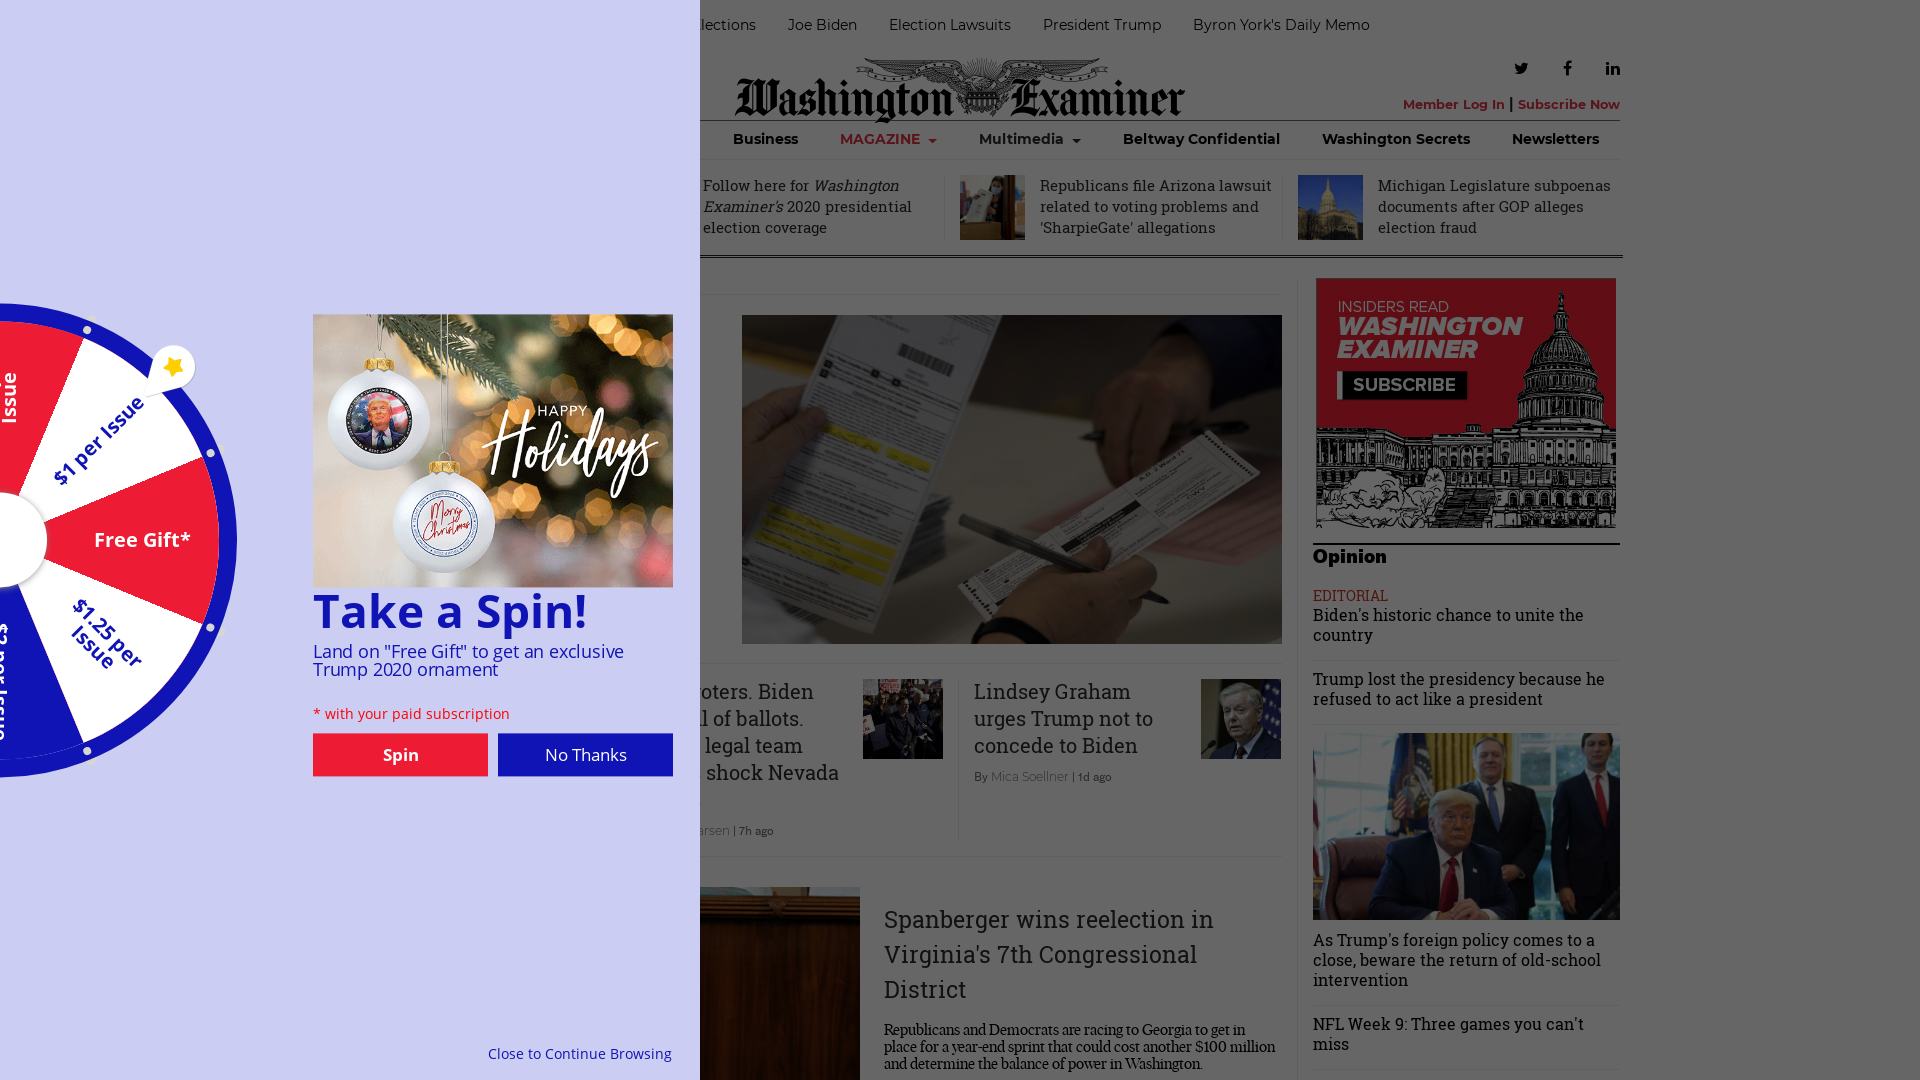 Joe Biden
Election Lawsuits
President Trump
Byron York's Daily Memo
Washington Examiner
Member Log In | Subscribe Now
Business
MAGAZINE
Multimedia
Beltway Confidential
Washington Secrets
Newsletters
Follow here for Washington
Examiner's 2020 presidential
election coverage
Republicans file Arizona lawsuit
related to voting problems and
'SharpieGate' allegations
Michigan Legislature subpoenas
documents after GOP alleges
election fraud
Issue
$1 per Issue
Free Gift*
$1.25 per
Issue
HAPPY
Holidays
Merry
Christmas
Take a Spin!
Land on "Free Gift" to get an exclusive
Trump 2020 ornament
* with your paid subscription
Spin
No Thanks
Close to Continue Browsing
INSIDERS READ
WASHINGTON
EXAMINER
SUBSCRIBE
Opinion
EDITORIAL
Biden's historic chance to unite the
country
Trump lost the presidency because he
refused to act like a president
As Trump's foreign policy comes to a
close, beware the return of old-school
intervention
NFL Week 9: Three games you can't
miss
Biden
of ballots.
legal team
shock Nevada
| 7h ago
Lindsey Graham
urges Trump not to
concede to Biden
By Mica Soellner | 1d ago
Spanberger wins reelection in
Virginia's 7th Congressional
District
Republicans and Democrats are racing to Georgia to get in
place for a year-end sprint that could cost another $100 million
and determine the balance of power in Washington.